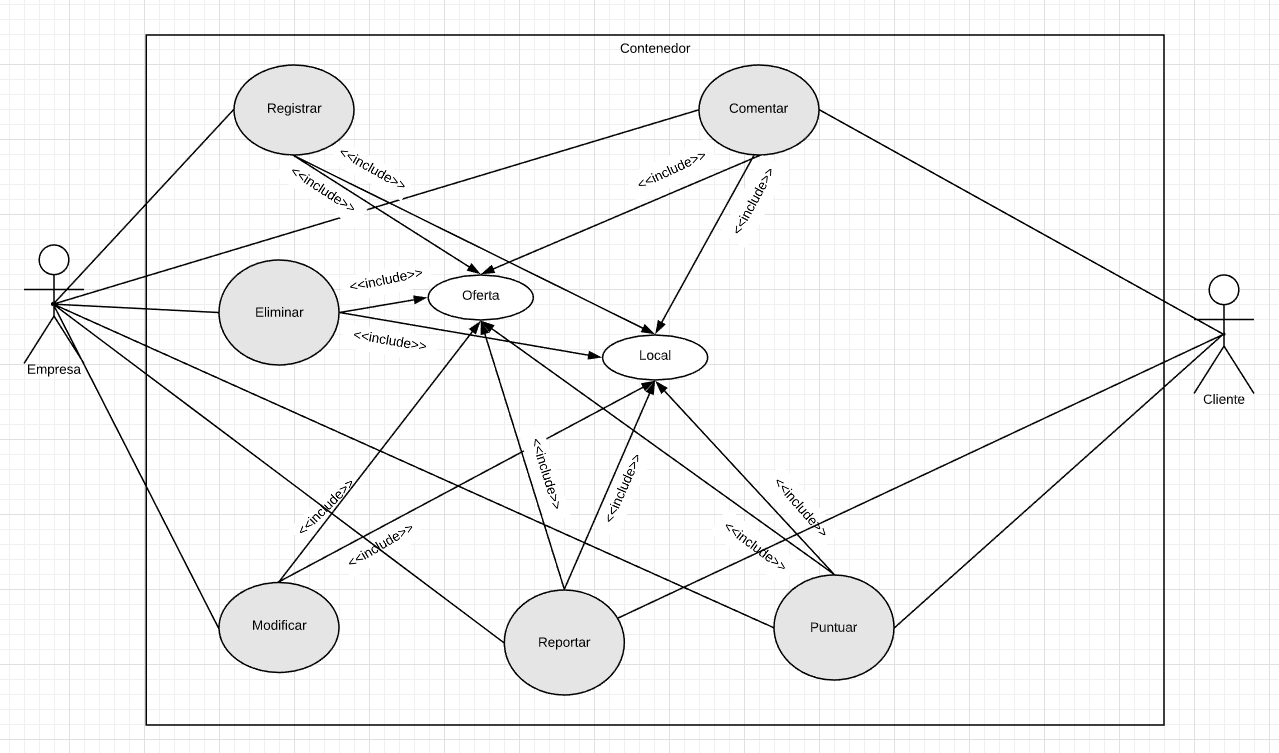 Contenedor
Registrar
Comentar
<<include>>
<<include>>
<<include>>
<<include>>
Eliminar
<<include>>
Oferta
<<include>>
Local
Empresa
Cliente
<<include>>
<<include>>
<<include>>
<<include>>
<<include>>
<<include>>
Modificar
Reportar
Puntuar